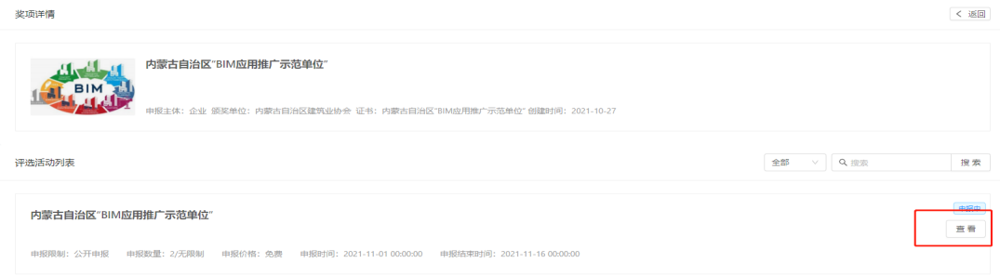 奖项详情
< 返回
内蒙古自治区"BIM应用推广示范单位"
BIM
申报主体：企业 颁奖单位：内蒙古自治区建筑业协会 证书：内蒙古自治区"BIM应用推广示范单位" 创建时间：2021-10-27
评选活动列表
全部 搜索 搜 索
申报中
内蒙古自治区"BIM应用推广示范单位"
查 看
申报限制：公开申报 申报数量：2/无限制 申报价格：免费 申报时间：2021-11-01 00:00:00 申报结束时间：2021-11-16 00:00:00